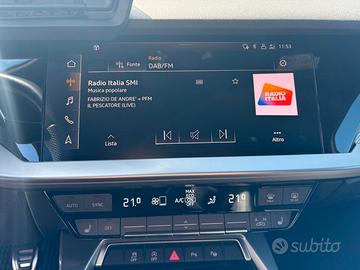 11:53
Fonte
Radio
DAB/FM
Radio Italia SMI
Musica popolare
FABRIZIO DE ANDRE' + PFM
IL PESCATORE (LIVE)
RADIO
ITALIA
Lista
Altro
AUTO
SYNC
21.0
A/C
MAX
ECO
OFF
21.0
subito